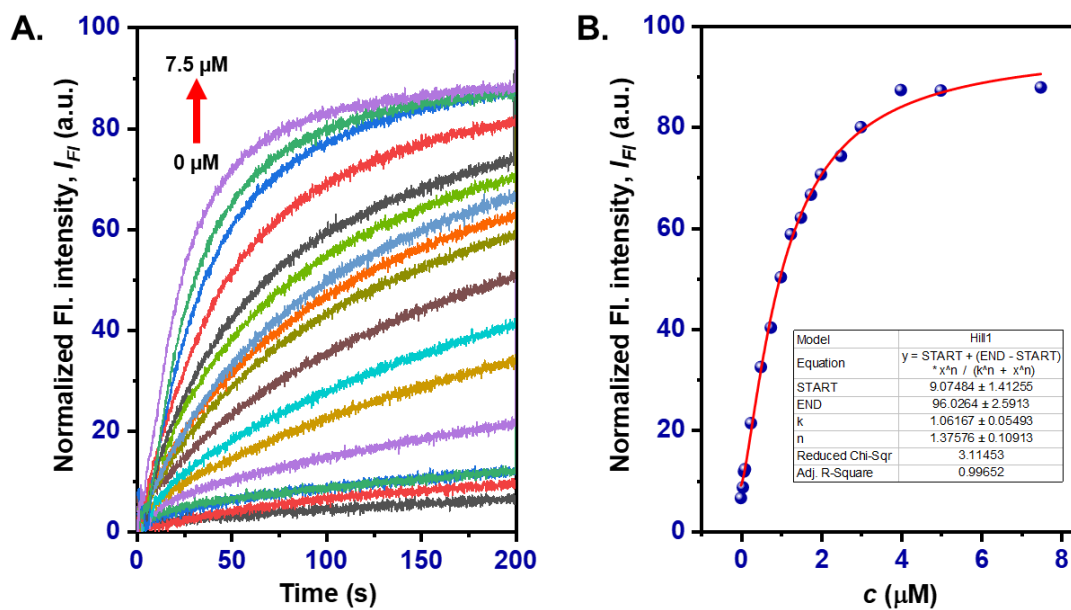 A.
Normalized Fl. intensity, I_Fl (a.u.)
100
80
60
40
20
0
7.5 µM
0 µM
0
50
100
150
200
Time (s)
B.
Normalized Fl. intensity, I_Fl (a.u.)
100
80
60
40
20
0
Model Hill1
Equation y = START + (END - START) * x^n / (k^n + x^n)
START 9.07484 ± 1.41255
END 96.0264 ± 2.5913
k 1.06167 ± 0.05493
n 1.37576 ± 0.10913
Reduced Chi-Sqr 3.11453
Adj. R-Square 0.99652
0
2
4
6
8
c (µM)